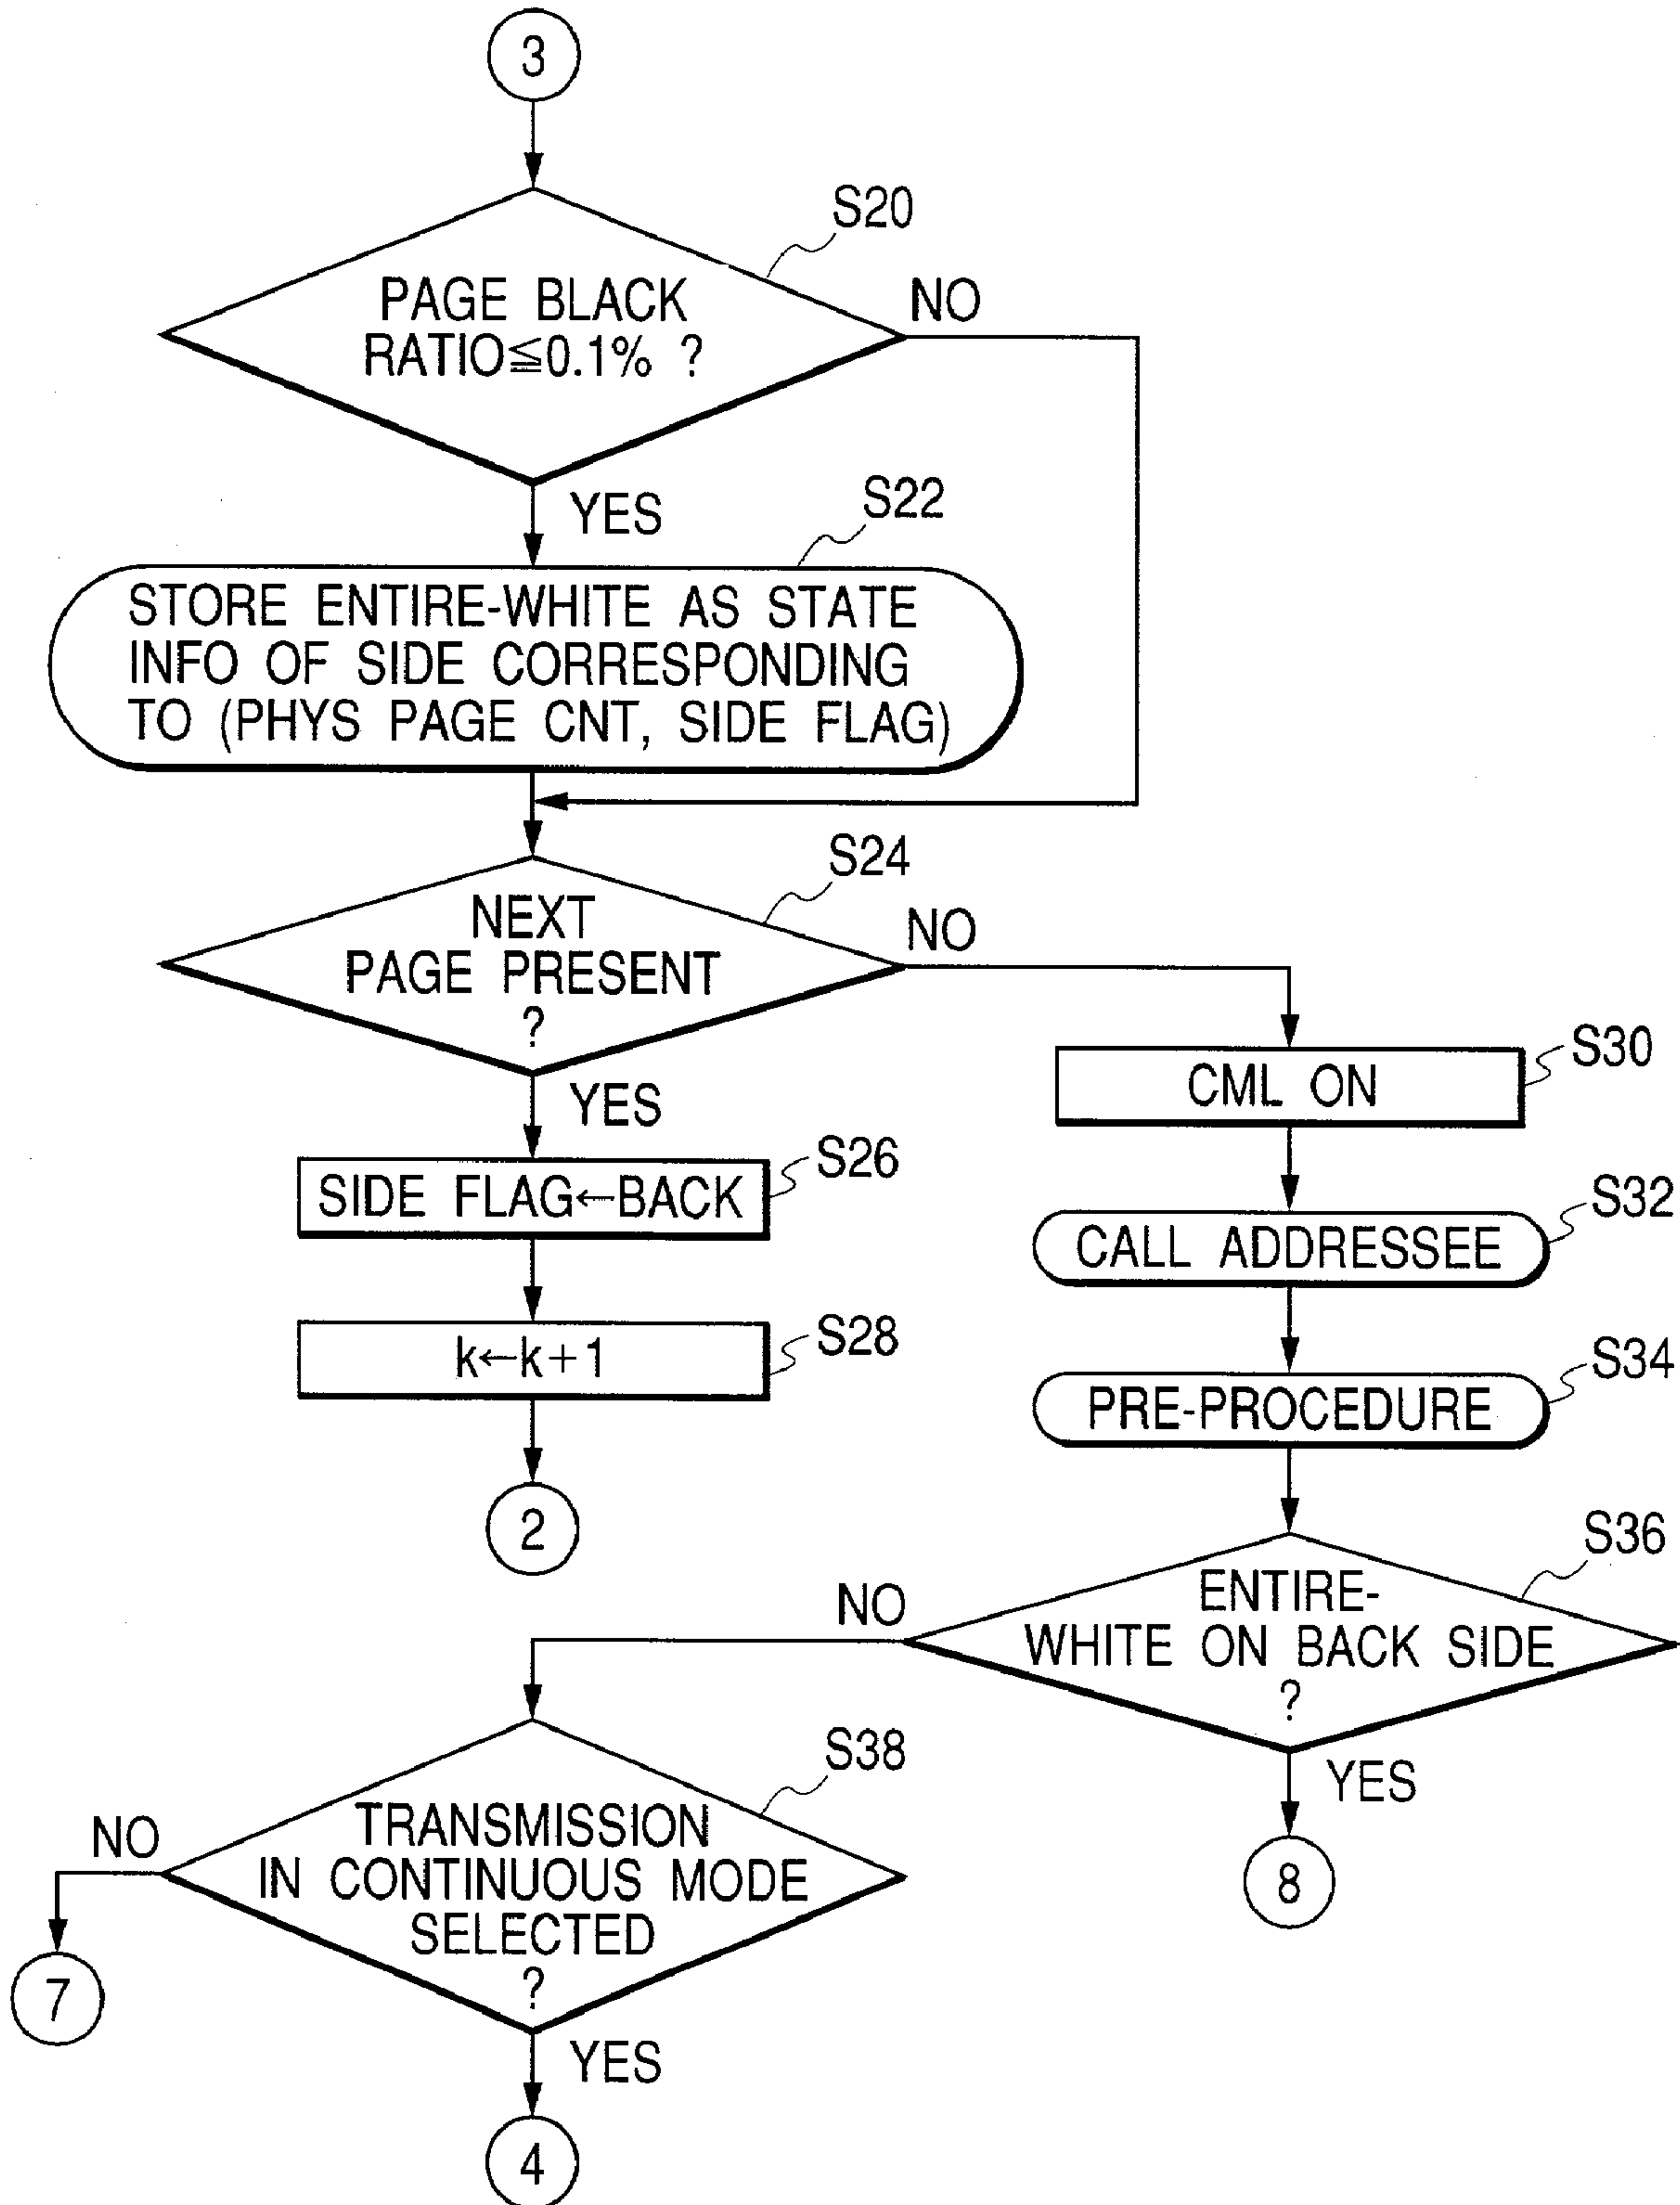 3
S20
PAGE BLACK
RATIO≦0.1% ?
NO
YES
S22
STORE ENTIRE-WHITE AS STATE
INFO OF SIDE CORRESPONDING
TO (PHYS PAGE CNT, SIDE FLAG)
S24
NEXT
PAGE PRESENT
?
NO
YES
S30
CML ON
S26
SIDE FLAG←BACK
S32
CALL ADDRESSEE
S28
k←k+1
S34
PRE-PROCEDURE
2
S36
ENTIRE-
WHITE ON BACK SIDE
?
NO
YES
8
S38
TRANSMISSION
IN CONTINUOUS MODE
SELECTED
?
NO
7
YES
4